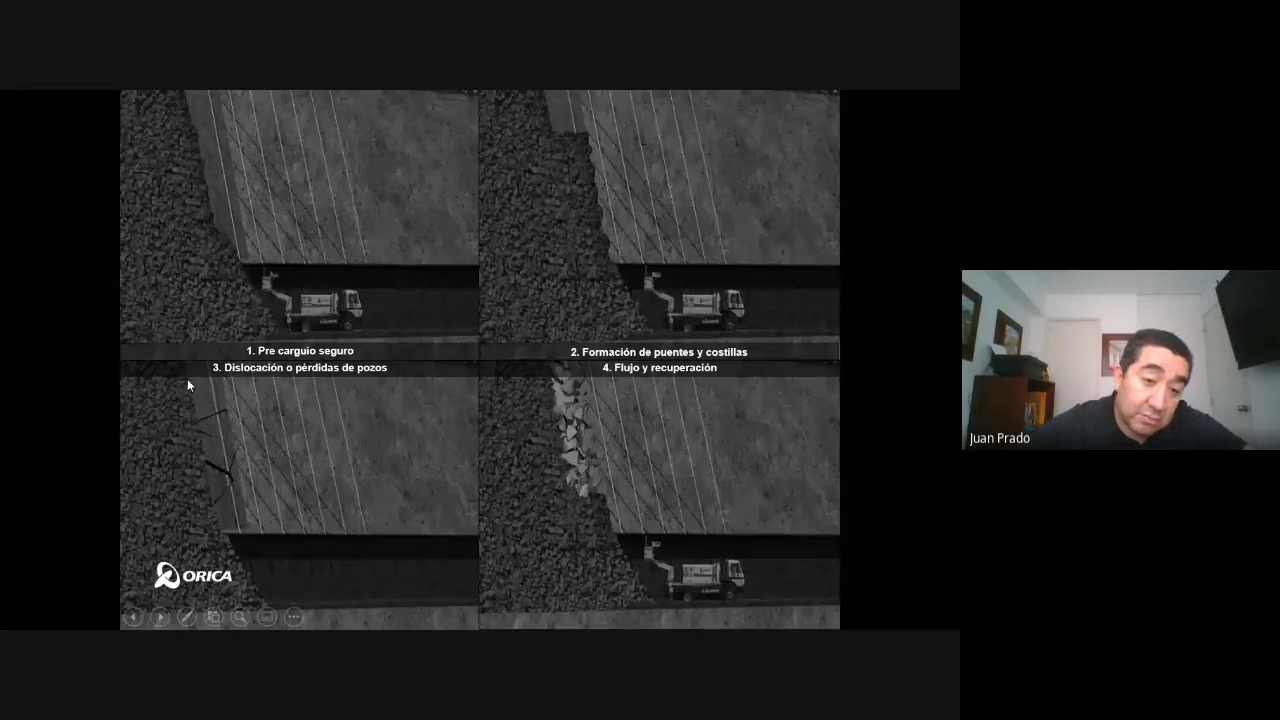 1. Pre carguio seguro
2. Formación de puentes y costillas
3. Dislocación o pérdidas de pozos
4. Flujo y recuperación
ORICA
Juan Prado